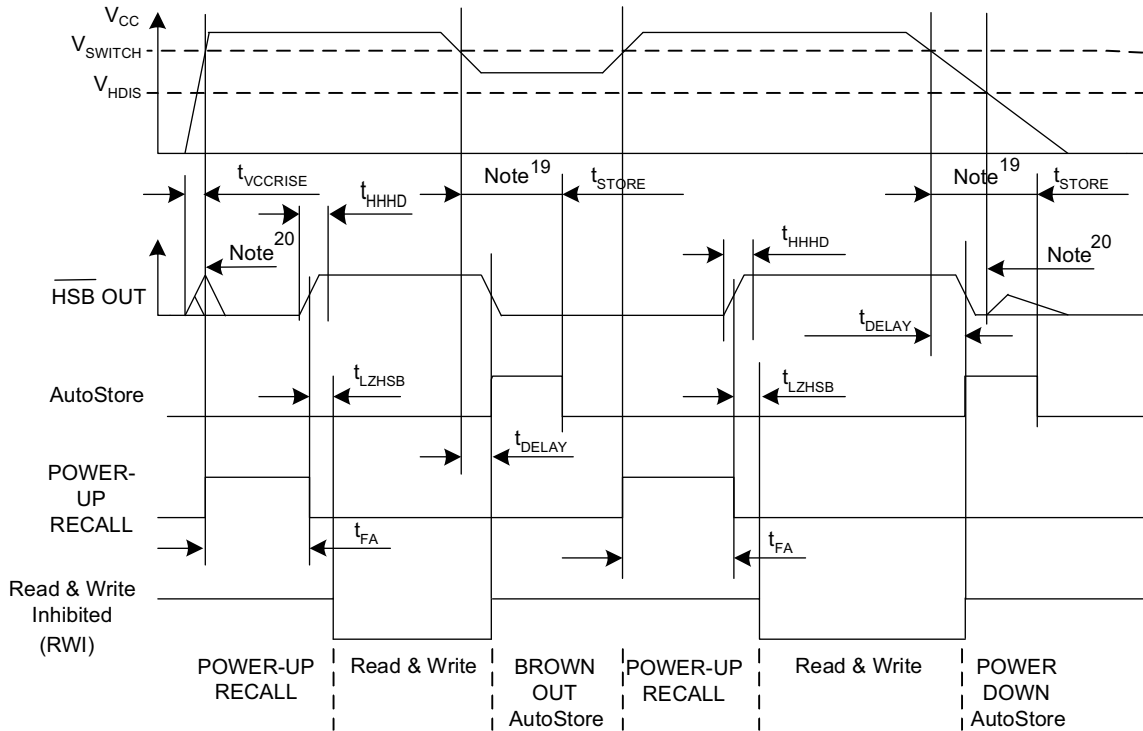 VCC
VSWITCH
VHDIS
tVCCRISE
Note19
tSTORE
Note19
tSTORE
tHHHD
Note20
tHHHD
Note20
HSB OUT
tDELAY
tLZHSB
tLZHSB
AutoStore
tDELAY
POWER-
UP
RECALL
tFA
tFA
Read & Write
Inhibited
(RWI)
POWER-UP
RECALL
Read & Write
BROWN
OUT
AutoStore
POWER-UP
RECALL
Read & Write
POWER
DOWN
AutoStore